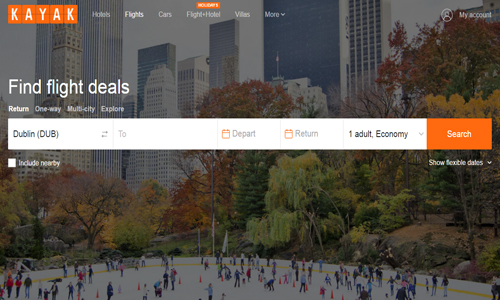 KAYAK
HOLIDAYS
Hotels Flights Cars Flight+Hotel Villas More My account
Find flight deals
Return One-way Multi-city Explore
Dublin (DUB) To Depart Return 1 adult, Economy Search
Include nearby Show flexible dates